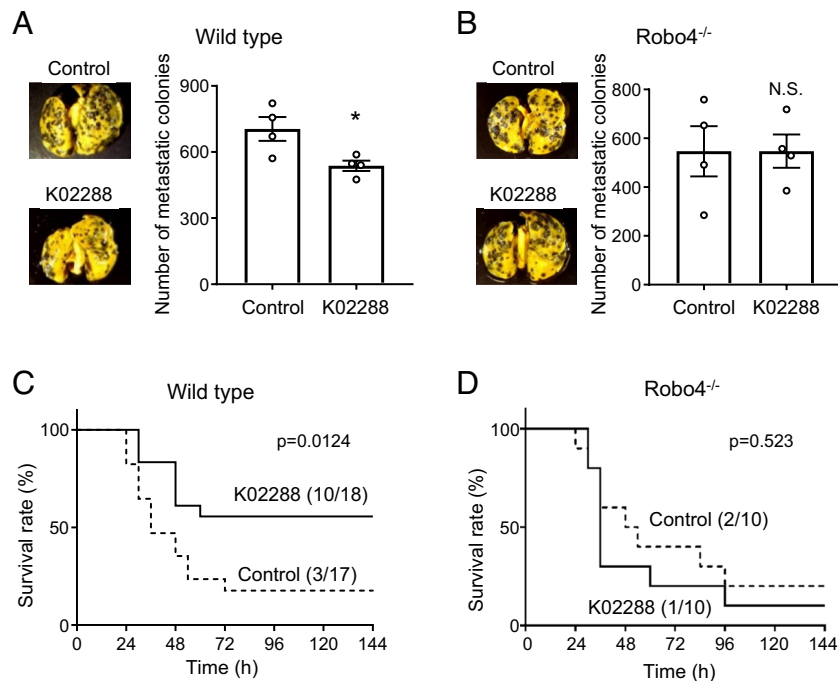 A
Wild type
Control
K02288
Number of metastatic colonies
900
600
300
0
*
Control K02288
B
Robo4-/-
Control
K02288
Number of metastatic colonies
800
600
400
200
0
N.S.
Control K02288
C
Wild type
Survival rate (%)
100
50
0
p=0.0124
K02288 (10/18)
Control (3/17)
0 24 48 72 96 120 144
Time (h)
D
Robo4-/-
Survival rate (%)
100
50
0
p=0.523
Control (2/10)
K02288 (1/10)
0 24 48 72 96 120 144
Time (h)